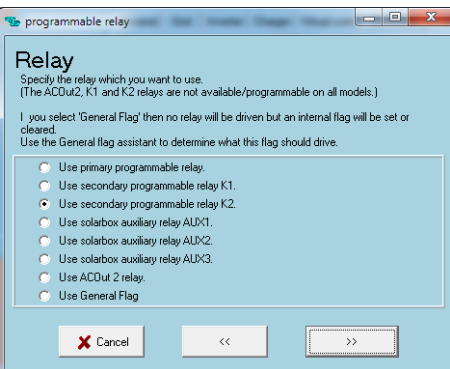 programmable relay
Relay
Specify the relay which you want to use.
(The ACOut2, K1 and K2 relays are not available/programmable on all models.)
I you select 'General Flag' then no relay will be driven but an internal flag will be set or
cleared.
Use the General flag assistant to determine what this flag should drive.
Use primary programmable relay.
Use secondary programmable relay K1.
Use secondary programmable relay K2.
Use solarbox auxiliary relay AUX1.
Use solarbox auxiliary relay AUX2.
Use solarbox auxiliary relay AUX3.
Use ACOut 2 relay.
Use General Flag
Cancel << >>